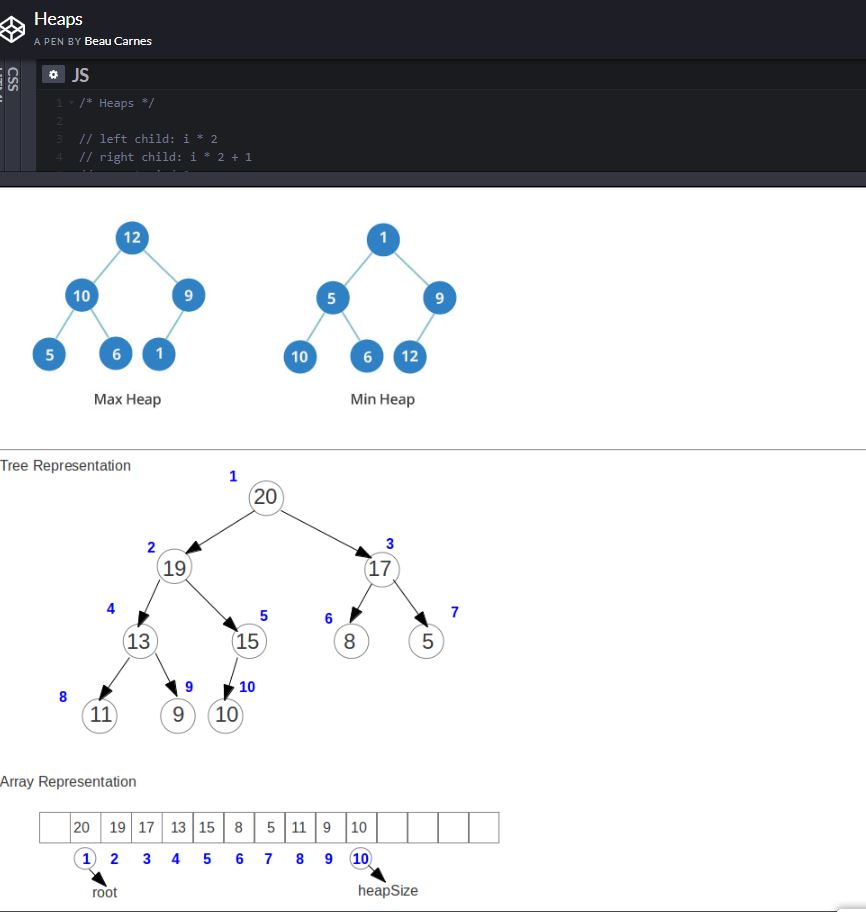 Heaps
A PEN BY Beau Carnes
CSS
JS
1 /* Heaps */
2
3 // left child: i * 2
4 // right child: i * 2 + 1
12
10 9
5 6 1
Max Heap
1
5 9
10 6 12
Min Heap
Tree Representation
1
20
2 3
19 17
4 5 6 7
13 15 8 5
8 9 10
11 9 10
Array Representation
20 19 17 13 15 8 5 11 9 10
1 2 3 4 5 6 7 8 9 10
root heapSize